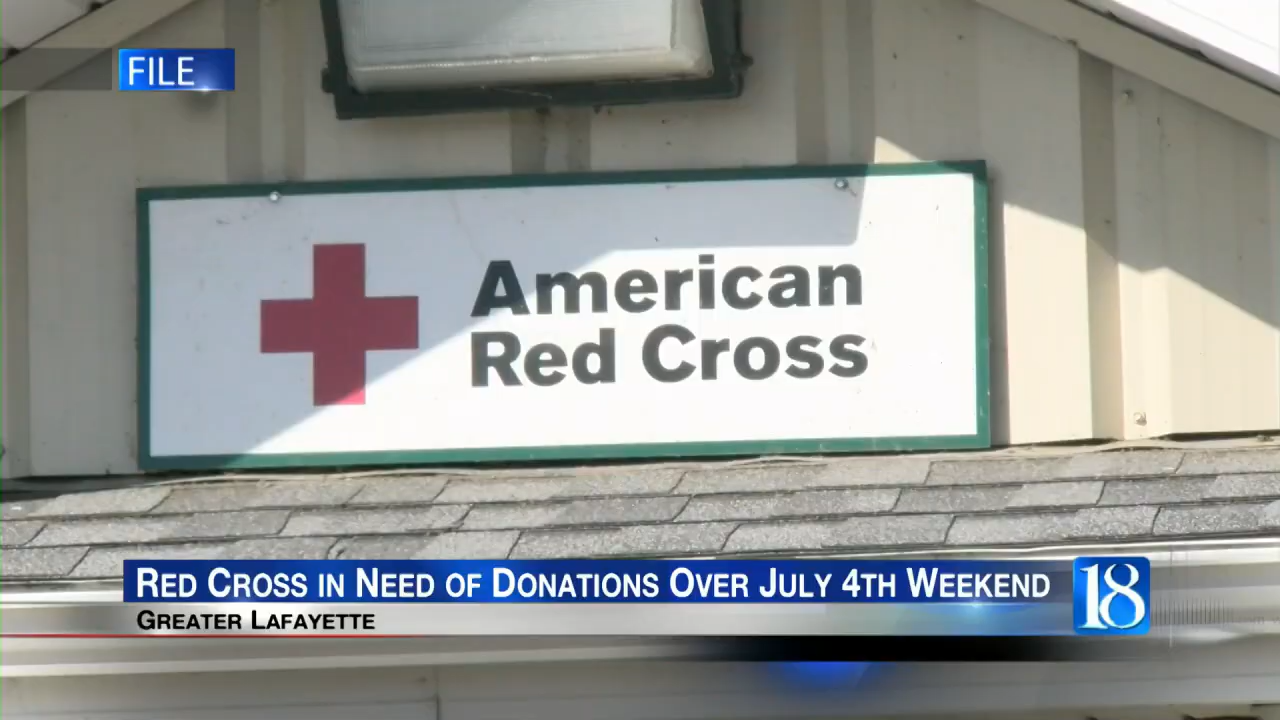 FILE
American
Red Cross
RED CROSS IN NEED OF DONATIONS OVER JULY 4TH WEEKEND
18
GREATER LAFAYETTE